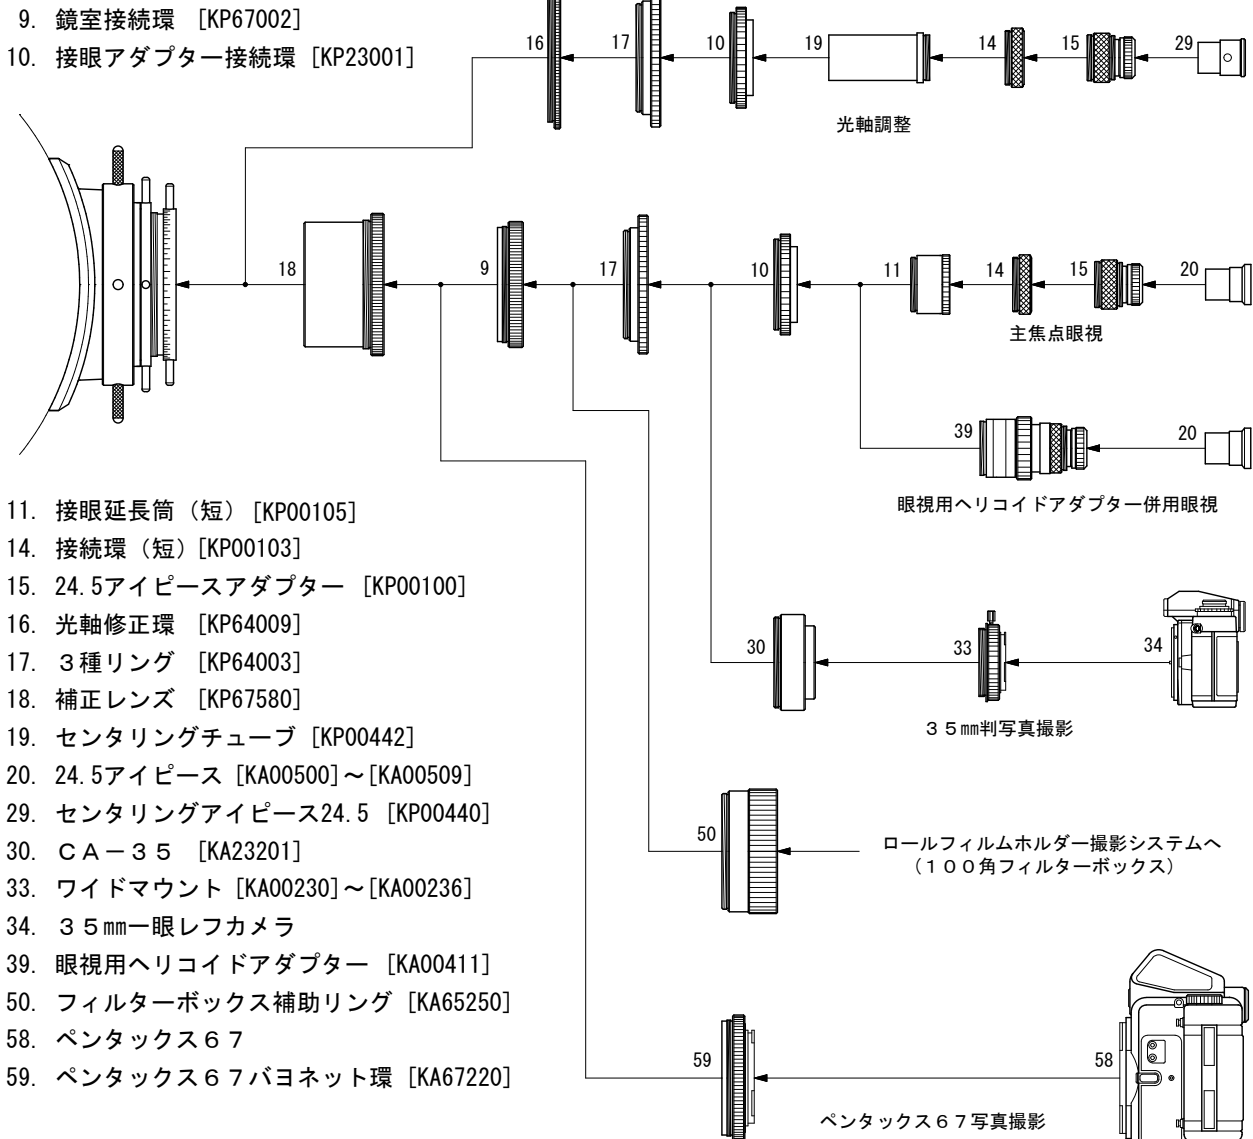 9. 鏡室接続環 [KP67002]
10. 接眼アダプター接続環 [KP23001]
16 17 10 19 14 15 29
光軸調整
18 9 17 10 11 14 15 20
主焦点眼視
39 20
眼視用ヘリコイドアダプター併用眼視
11. 接眼延長筒（短）[KP00105]
14. 接続環（短）[KP00103]
15. 24.5アイピースアダプター [KP00100]
16. 光軸修正環 [KP64009]
17. ３種リング [KP64003]
18. 補正レンズ [KP67580]
19. センタリングチューブ [KP00442]
20. 24.5アイピース [KA00500]～[KA00509]
29. センタリングアイピース24.5 [KP00440]
30. ＣＡ－３５ [KA23201]
33. ワイドマウント [KA00230]～[KA00236]
34. ３５㎜一眼レフカメラ
39. 眼視用ヘリコイドアダプター [KA00411]
50. フィルターボックス補助リング [KA65250]
58. ペンタックス６７
59. ペンタックス６７バヨネット環 [KA67220]
30 33 34
３５㎜判写真撮影
50
ロールフィルムホルダー撮影システムへ
（１００角フィルターボックス）
59 58
ペンタックス６７写真撮影